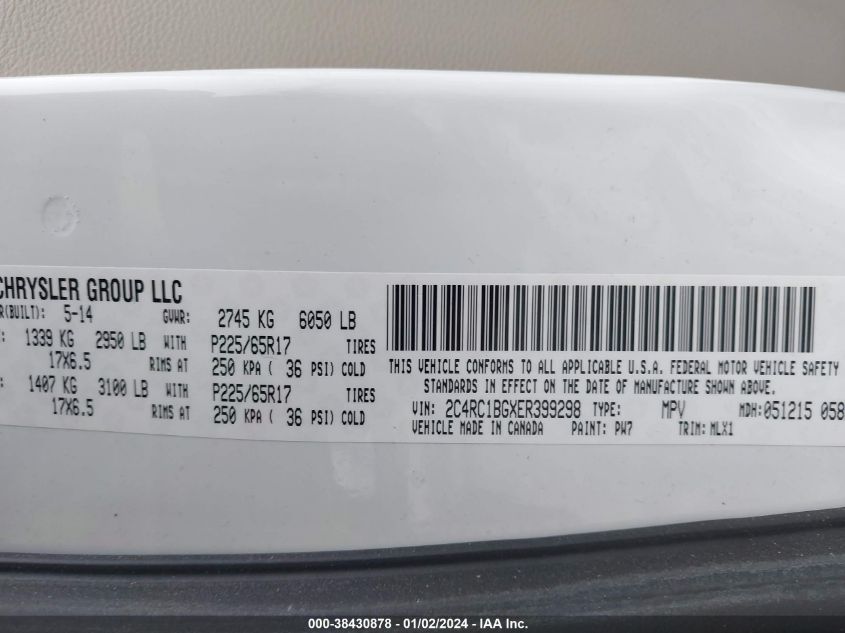 CHRYSLER GROUP LLC
R(BUILT): 5-14 GVWR: 2745 KG 6050 LB
1339 KG 2950 LB WITH P225/65R17 TIRES
17X6.5 RIMS AT 250 KPA ( 36 PSI) COLD
1407 KG 3100 LB WITH P225/65R17 TIRES
17X6.5 RIMS AT 250 KPA ( 36 PSI) COLD
THIS VEHICLE CONFORMS TO ALL APPLICABLE U.S.A. FEDERAL MOTOR VEHICLE SAFETY
STANDARDS IN EFFECT ON THE DATE OF MANUFACTURE SHOWN ABOVE.
VIN: 2C4RC1BGXER399298 TYPE: MPV MDH:051215 058
VEHICLE MADE IN CANADA PAINT: PW7 TRIM: MLX1
000-38430878 - 01/02/2024 - IAA Inc.